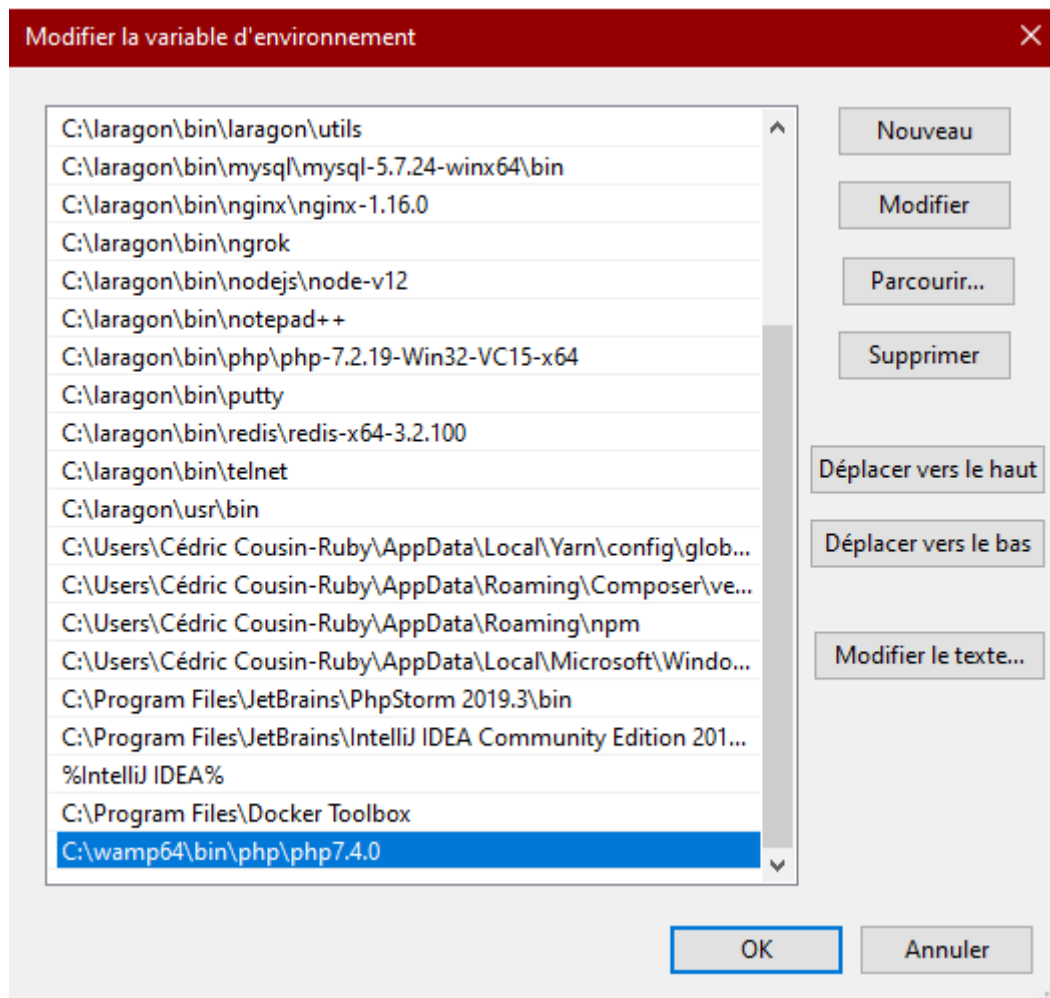 Modifier la variable d'environnement
C:\laragon\bin\laragon\utils
C:\laragon\bin\mysql\mysql-5.7.24-winx64\bin
C:\laragon\bin\nginx\nginx-1.16.0
C:\laragon\bin\ngrok
C:\laragon\bin\nodejs\node-v12
C:\laragon\bin\notepad++
C:\laragon\bin\php\php-7.2.19-Win32-VC15-x64
C:\laragon\bin\putty
C:\laragon\bin\redis\redis-x64-3.2.100
C:\laragon\bin\telnet
C:\laragon\usr\bin
C:\Users\Cédric Cousin-Ruby\AppData\Local\Yarn\config\glob...
C:\Users\Cédric Cousin-Ruby\AppData\Roaming\Composer\ve...
C:\Users\Cédric Cousin-Ruby\AppData\Roaming\npm
C:\Users\Cédric Cousin-Ruby\AppData\Local\Microsoft\Windo...
C:\Program Files\JetBrains\PhpStorm 2019.3\bin
C:\Program Files\JetBrains\IntelliJ IDEA Community Edition 201...
%IntelliJ IDEA%
C:\Program Files\Docker Toolbox
C:\wamp64\bin\php\php7.4.0
Nouveau
Modifier
Parcourir...
Supprimer
Déplacer vers le haut
Déplacer vers le bas
Modifier le texte...
OK
Annuler